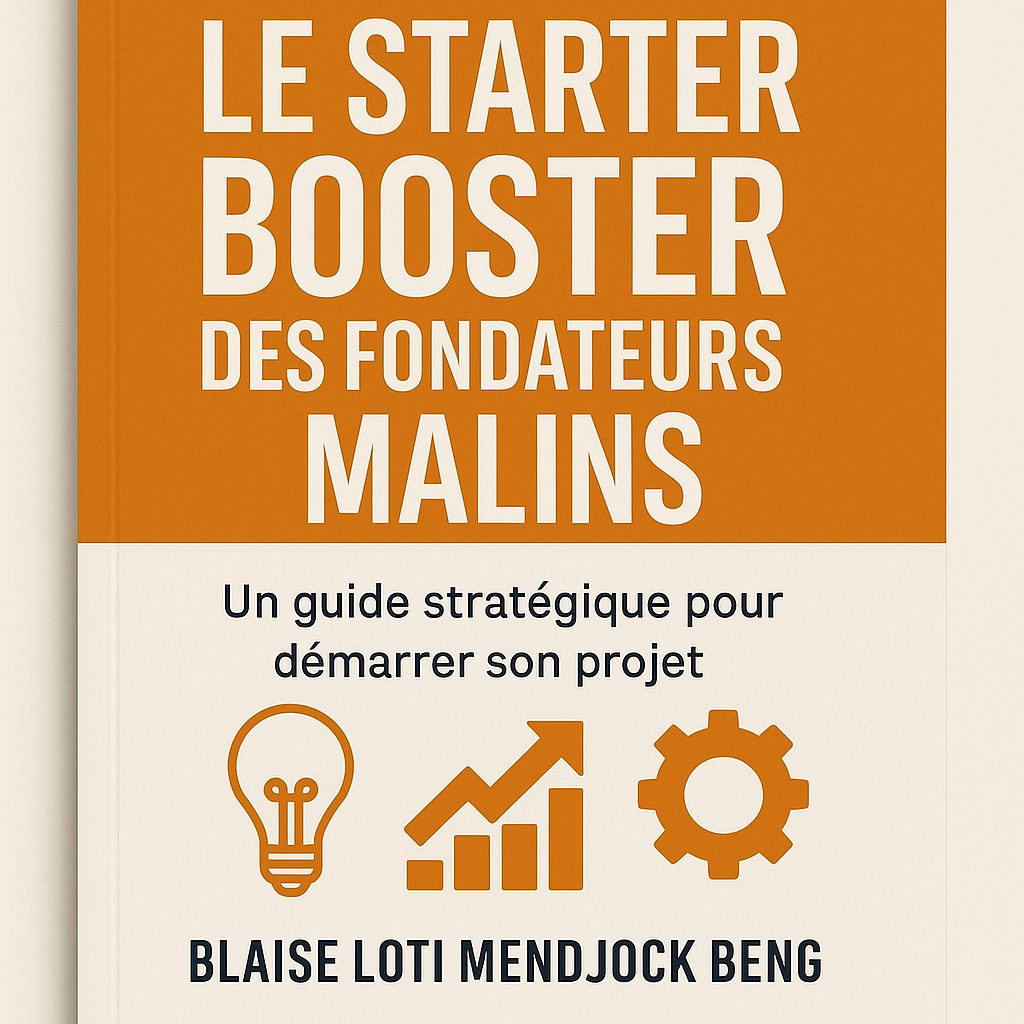 LE STARTER
BOOSTER
DES FONDATEURS
MALINS
Un guide stratégique pour
démarrer son projet
BLAISE LOTI MENDJOCK BENG